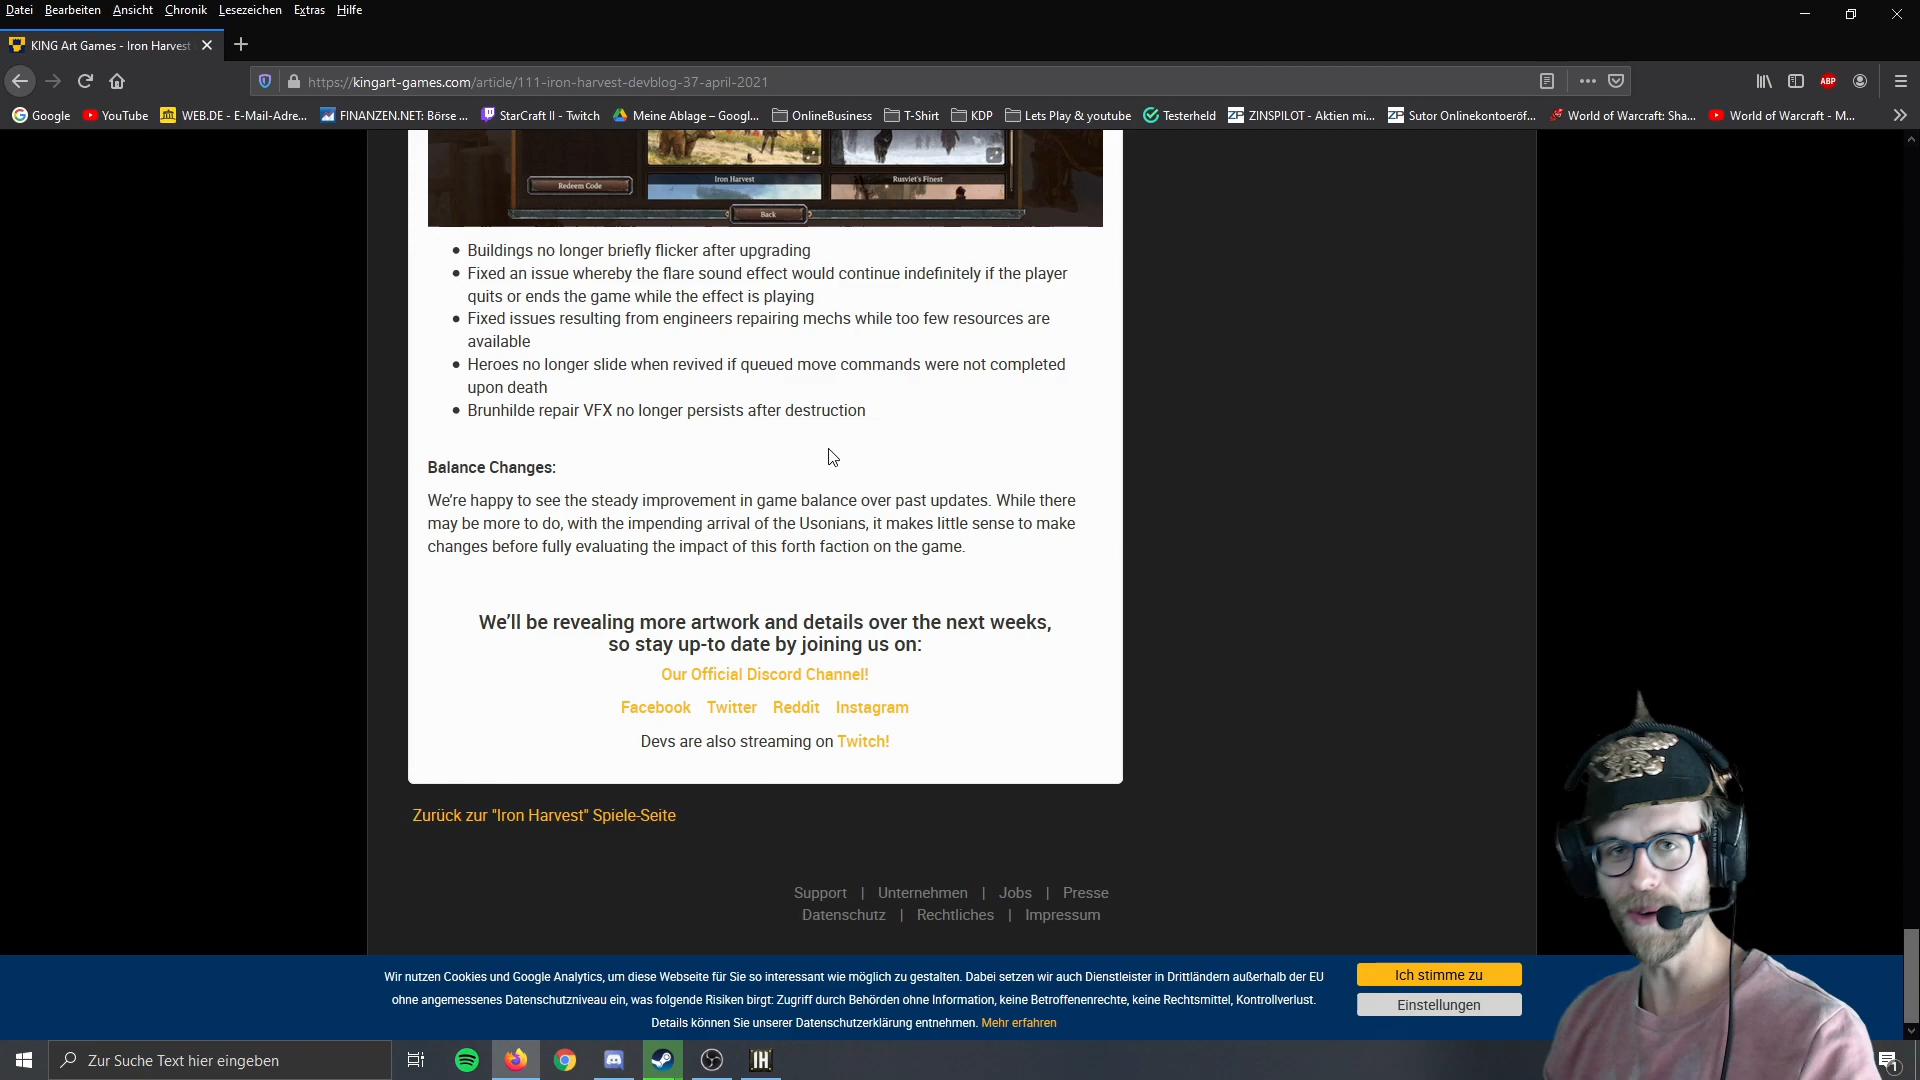 Datei Bearbeiten Ansicht Chronik Lesezeichen Extras Hilfe
KING Art Games - Iron Harvest
https://kingart-games.com/article/111-iron-harvest-devblog-37-april-2021
ABP
Google YouTube WEB.DE - E-Mail-Adre... FINANZEN.NET: Börse ... StarCraft II - Twitch Meine Ablage – Googl... OnlineBusiness T-Shirt KDP Lets Play & youtube Testerheld ZP ZINSPILOT - Aktien mi... ZP Sutor Onlinekontoeröf... World of Warcraft: Sha... World of Warcraft - M...
Redeem Code
Iron Harvest Rusviet's Finest
Back
Buildings no longer briefly flicker after upgrading
Fixed an issue whereby the flare sound effect would continue indefinitely if the player
quits or ends the game while the effect is playing
Fixed issues resulting from engineers repairing mechs while too few resources are
available
Heroes no longer slide when revived if queued move commands were not completed
upon death
Brunhilde repair VFX no longer persists after destruction
Balance Changes:
We're happy to see the steady improvement in game balance over past updates. While there
may be more to do, with the impending arrival of the Usonians, it makes little sense to make
changes before fully evaluating the impact of this forth faction on the game.
We'll be revealing more artwork and details over the next weeks,
so stay up-to date by joining us on:
Our Official Discord Channel!
Facebook Twitter Reddit Instagram
Devs are also streaming on Twitch!
Zurück zur "Iron Harvest" Spiele-Seite
Support | Unternehmen | Jobs | Presse
Datenschutz | Rechtliches | Impressum
Wir nutzen Cookies und Google Analytics, um diese Webseite für Sie so interessant wie möglich zu gestalten. Dabei setzen wir auch Dienstleister in Drittländern außerhalb der EU
ohne angemessenes Datenschutzniveau ein, was folgende Risiken birgt: Zugriff durch Behörden ohne Information, keine Betroffenenrechte, keine Rechtsmittel, Kontrollverlust.
Details können Sie unserer Datenschutzerklärung entnehmen. Mehr erfahren
Ich stimme zu
Einstellungen
Zur Suche Text hier eingeben
IH
1